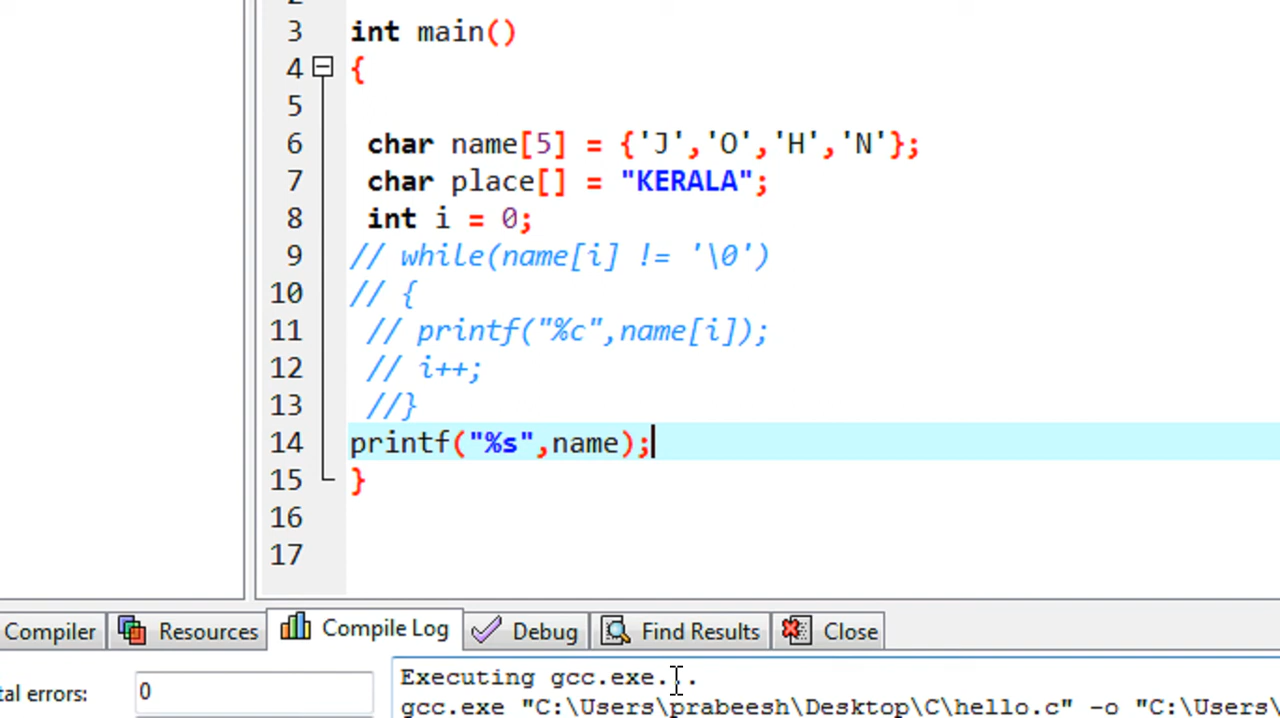 3 int main()
4 {
5
6 char name[5] = {'J','O','H','N'};
7 char place[] = "KERALA";
8 int i = 0;
9 // while(name[i] != '\0')
10 // {
11 // printf("%c",name[i]);
12 // i++;
13 //}
14 printf("%s",name);
15 }
16
17
Compiler Resources Compile Log Debug Find Results Close
errors: 0 Executing gcc.exe...
gcc.exe "C:\Users\prabeesh\Desktop\C\hello.c" -o "C:\Users\